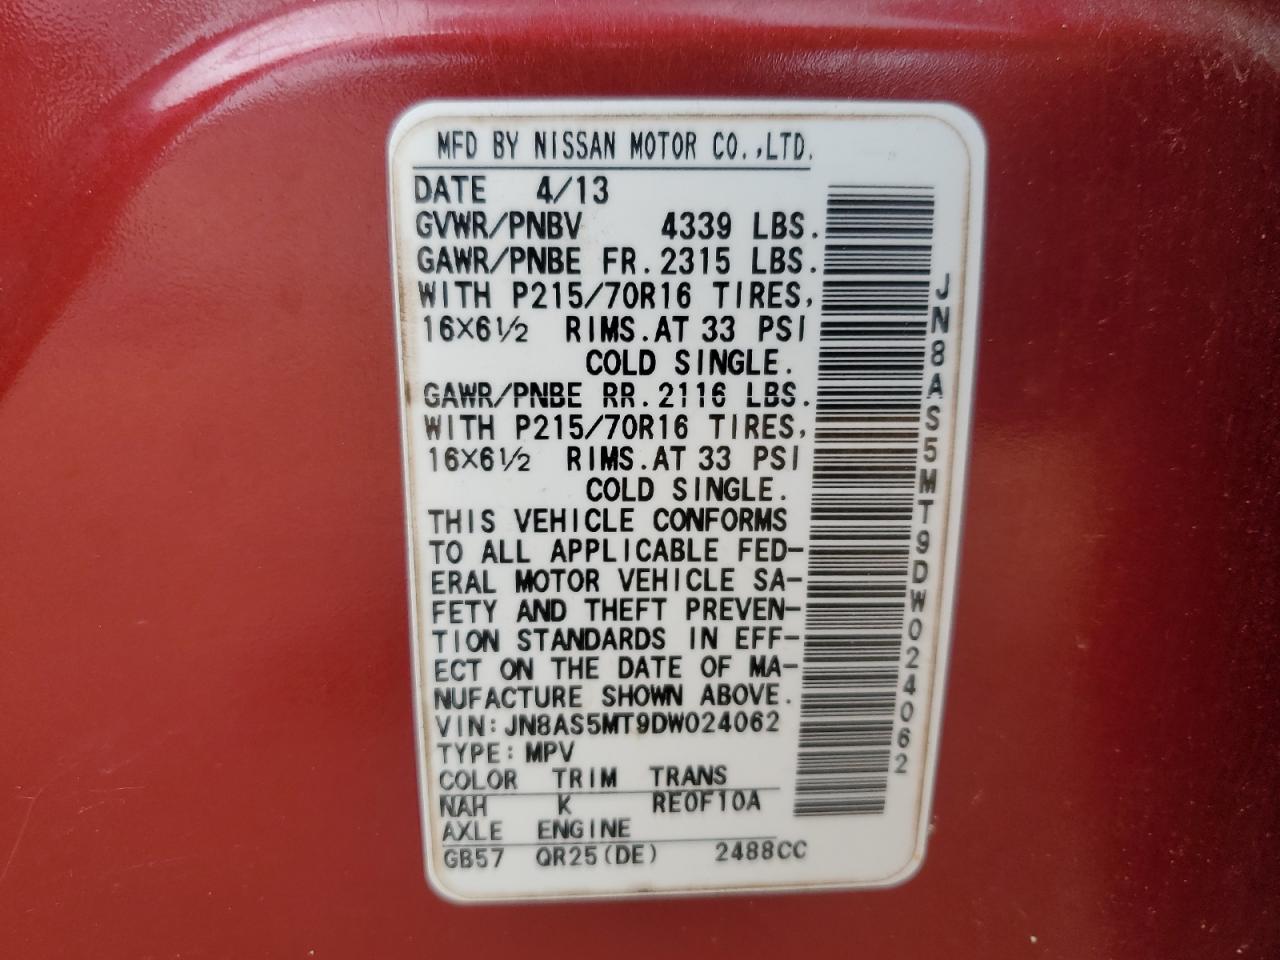 MFD BY NISSAN MOTOR CO.,LTD.
DATE 4/13
GVWR/PNBV 4339 LBS.
GAWR/PNBE FR.2315 LBS.
WITH P215/70R16 TIRES,
16×6½ RIMS.AT 33 PSI
COLD SINGLE.
GAWR/PNBE RR.2116 LBS.
WITH P215/70R16 TIRES,
16×6½ RIMS.AT 33 PSI
COLD SINGLE.
THIS VEHICLE CONFORMS
TO ALL APPLICABLE FED-
ERAL MOTOR VEHICLE SA-
FETY AND THEFT PREVEN-
TION STANDARDS IN EFF-
ECT ON THE DATE OF MA-
NUFACTURE SHOWN ABOVE.
VIN:JN8AS5MT9DW024062
TYPE:MPV
COLOR TRIM TRANS
NAH K RE0F10A
AXLE ENGINE
GB57 QR25(DE) 2488CC
JN8AS5MT9DW024062